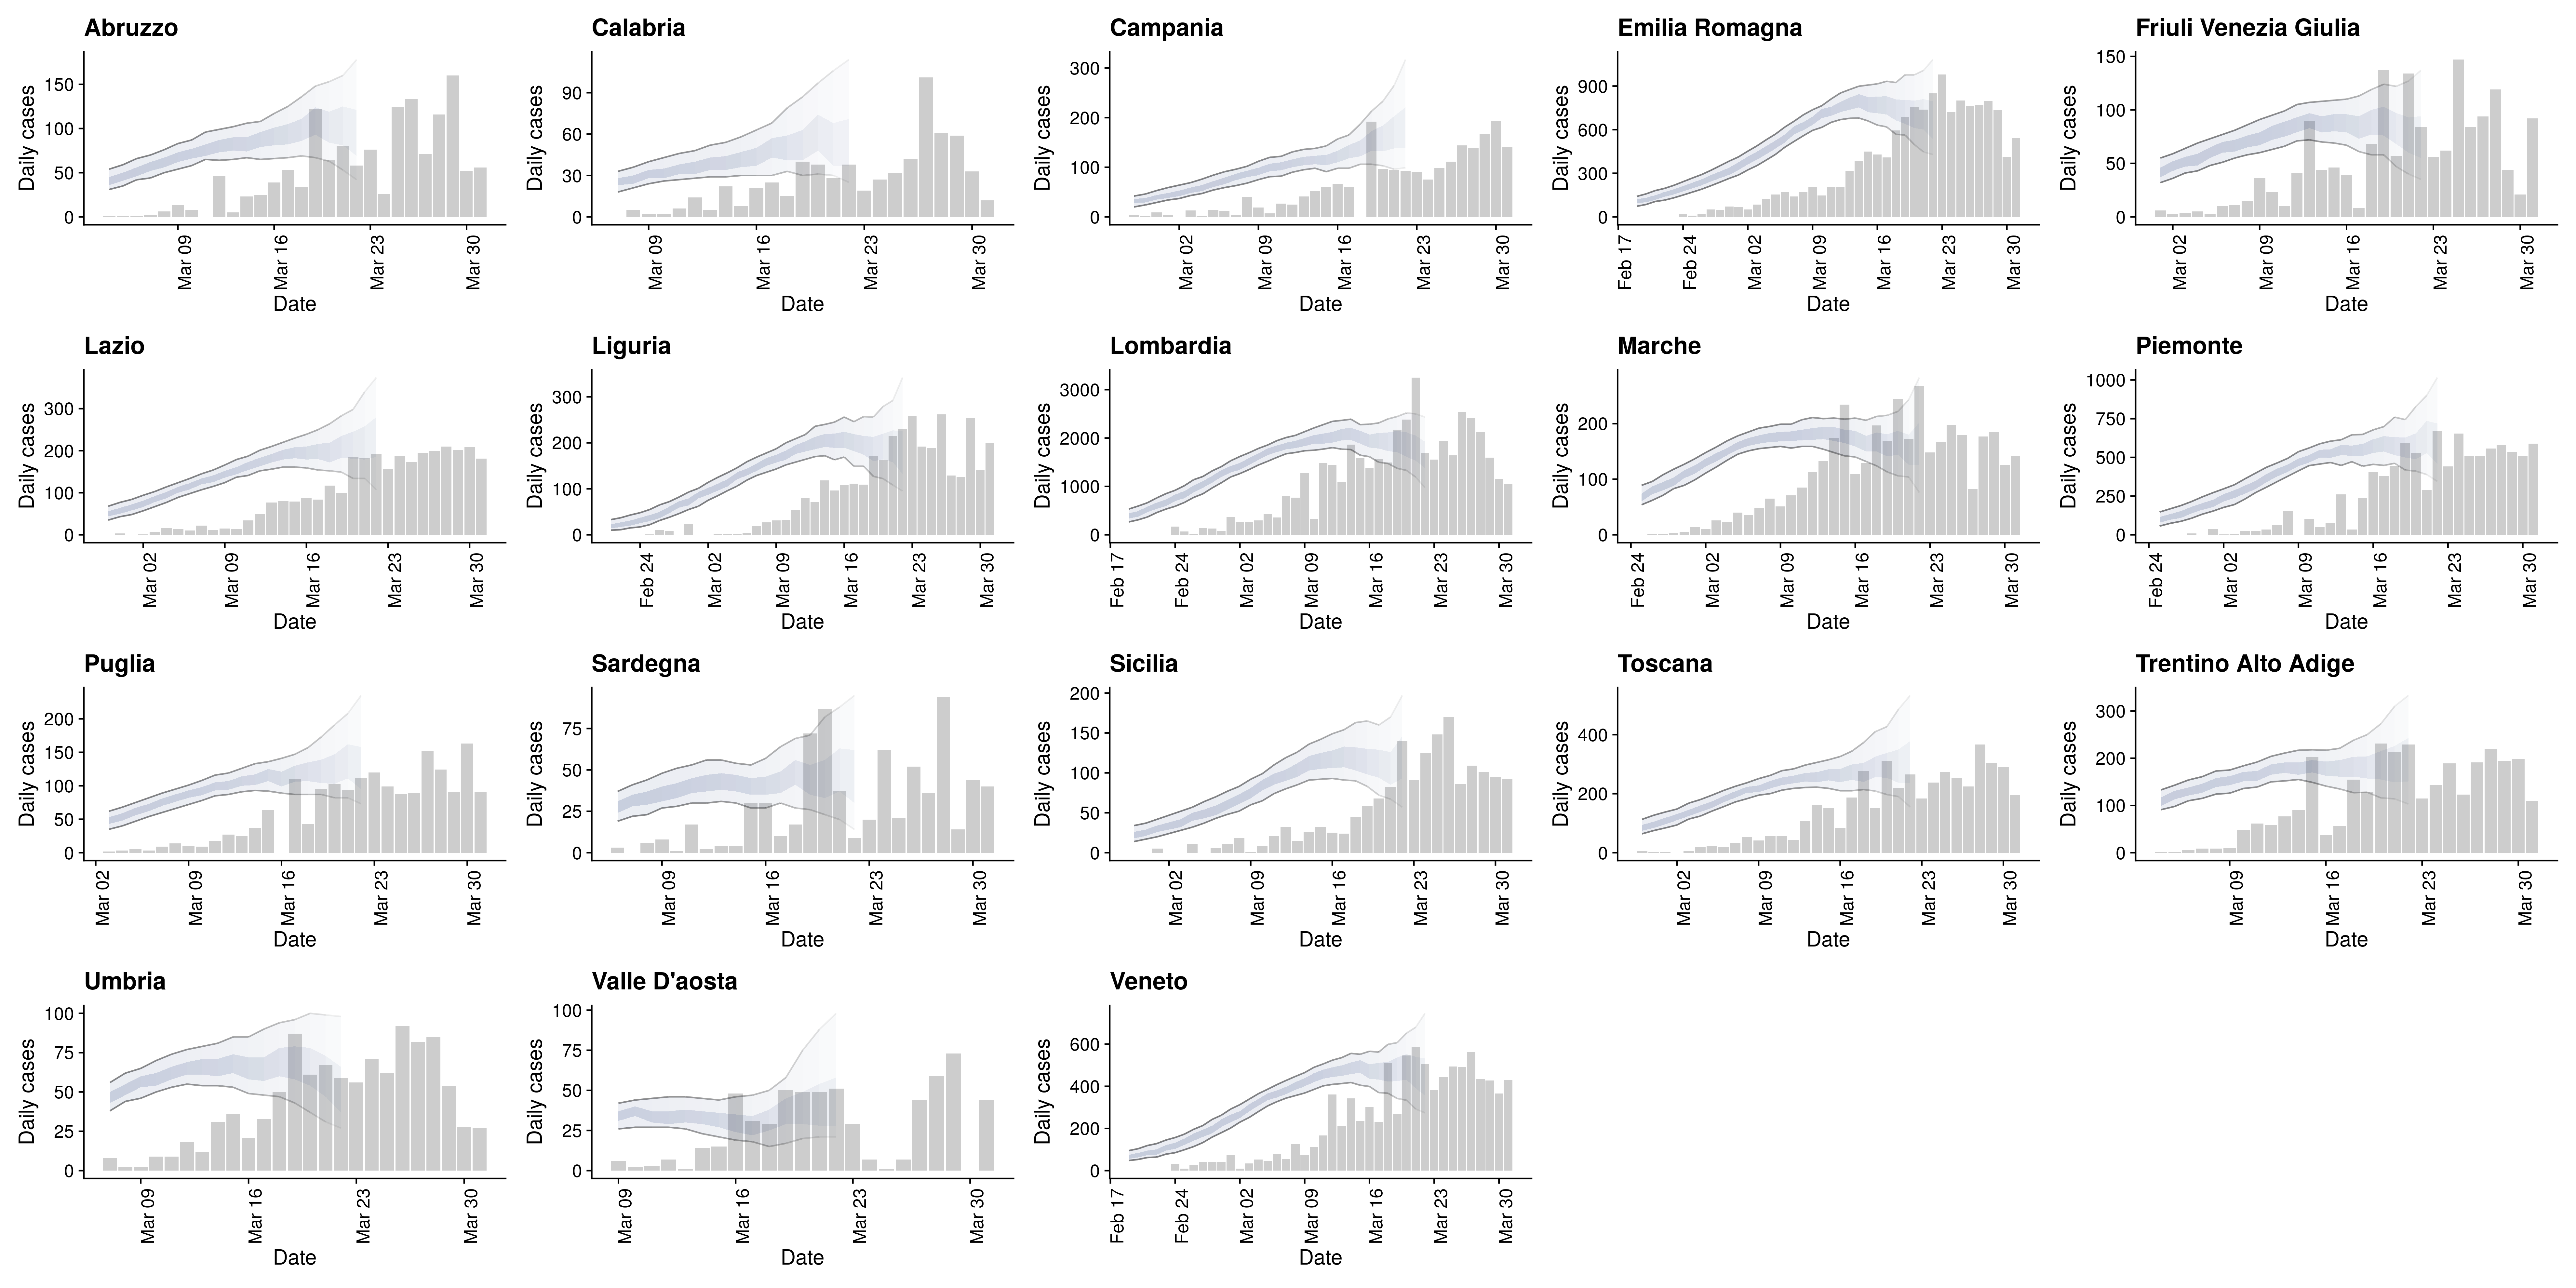 Abruzzo
Daily cases
150
100
50
0
Mar 09
Mar 16
Mar 23
Mar 30
Date
Calabria
Daily cases
90
60
30
0
Mar 09
Mar 16
Mar 23
Mar 30
Date
Campania
Daily cases
300
200
100
0
Mar 02
Mar 09
Mar 16
Mar 23
Mar 30
Date
Emilia Romagna
Daily cases
900
600
300
0
Feb 17
Feb 24
Mar 02
Mar 09
Mar 16
Mar 23
Mar 30
Date
Friuli Venezia Giulia
Daily cases
150
100
50
0
Mar 02
Mar 09
Mar 16
Mar 23
Mar 30
Date
Lazio
Daily cases
300
200
100
0
Mar 02
Mar 09
Mar 16
Mar 23
Mar 30
Date
Liguria
Daily cases
300
200
100
0
Feb 24
Mar 02
Mar 09
Mar 16
Mar 23
Mar 30
Date
Lombardia
Daily cases
3000
2000
1000
0
Feb 17
Feb 24
Mar 02
Mar 09
Mar 16
Mar 23
Mar 30
Date
Marche
Daily cases
200
100
0
Feb 24
Mar 02
Mar 09
Mar 16
Mar 23
Mar 30
Date
Piemonte
Daily cases
1000
750
500
250
0
Feb 24
Mar 02
Mar 09
Mar 16
Mar 23
Mar 30
Date
Puglia
Daily cases
200
150
100
50
0
Mar 02
Mar 09
Mar 16
Mar 23
Mar 30
Date
Sardegna
Daily cases
75
50
25
0
Mar 09
Mar 16
Mar 23
Mar 30
Date
Sicilia
Daily cases
200
150
100
50
0
Mar 02
Mar 09
Mar 16
Mar 23
Mar 30
Date
Toscana
Daily cases
400
200
0
Mar 02
Mar 09
Mar 16
Mar 23
Mar 30
Date
Trentino Alto Adige
Daily cases
300
200
100
0
Mar 09
Mar 16
Mar 23
Mar 30
Date
Umbria
Daily cases
100
75
50
25
0
Mar 09
Mar 16
Mar 23
Mar 30
Date
Valle D'aosta
Daily cases
100
75
50
25
0
Mar 09
Mar 16
Mar 23
Mar 30
Date
Veneto
Daily cases
600
400
200
0
Feb 17
Feb 24
Mar 02
Mar 09
Mar 16
Mar 23
Mar 30
Date